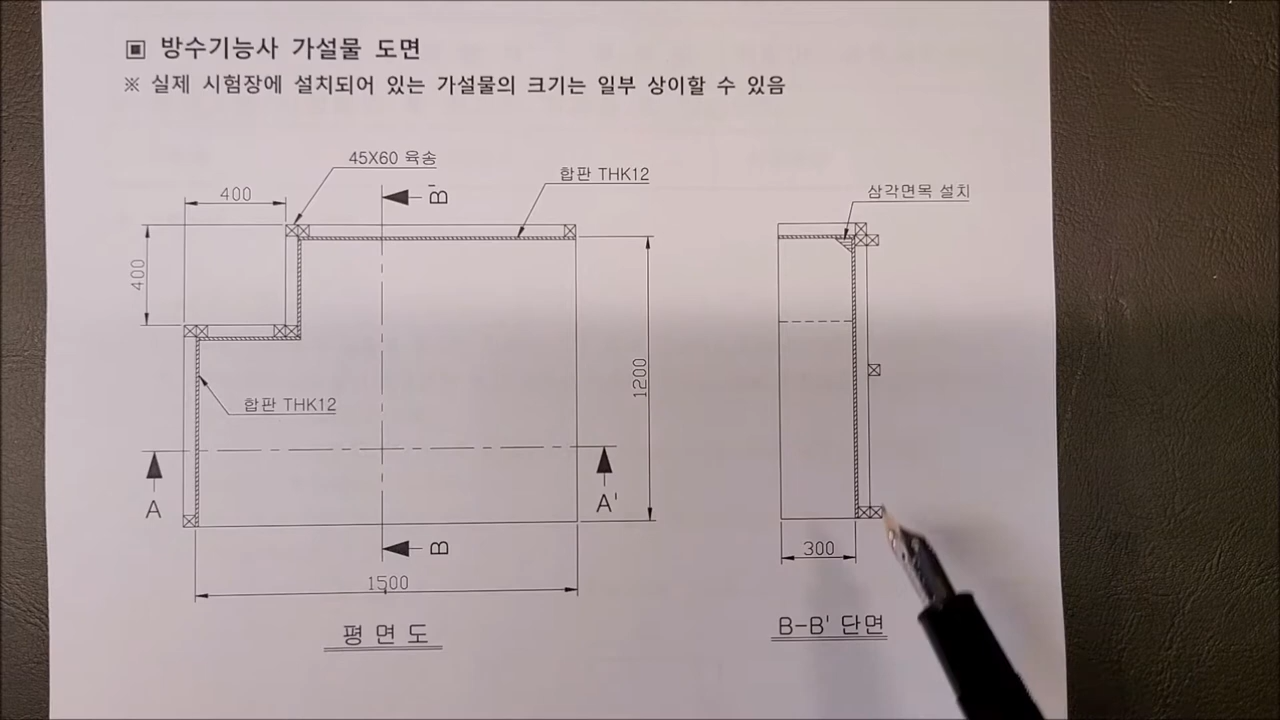 ▣ 방수기능사 가설물 도면
※ 실제 시험장에 설치되어 있는 가설물의 크기는 일부 상이할 수 있음
45X60 육송
합판 THK12
삼각면목 설치
400
B'
400
1200
합판 THK12
A
A'
B
300
1500
평 면 도
B-B' 단면